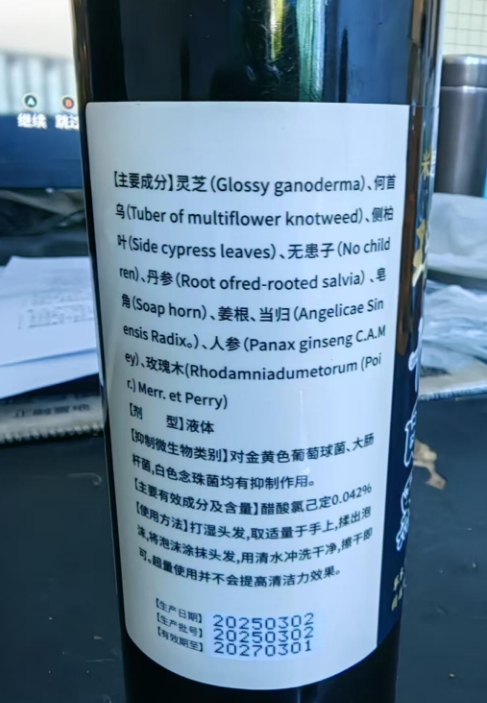 继续 跳过
【主要成分】灵芝(Glossy ganoderma)、何首
乌(Tuber of multiflower knotweed)、侧柏
叶(Side cypress leaves)、无患子(No child
ren)、丹参(Root ofred-rooted salvia)、皂
角(Soap horn)、姜根、当归(Angelicae Sin
ensis Radix。)、人参(Panax ginseng C.A.M
ey)、玫瑰木(Rhodamniadumetorum (Poi
r.) Merr. et Perry)
【剂 型】液体
【抑制微生物类别】对金黄色葡萄球菌、大肠
杆菌,白色念珠菌均有抑制作用。
【主要有效成分及含量】醋酸氯己定0.042%
【使用方法】打湿头发,取适量于手上,揉出泡
沫,将泡沫涂抹头发,用清水冲洗干净,擦干即
可、超量使用并不会提高清洁力效果。
【生产日期】20250302
【生产批号】20250302
【有效期至】20270301